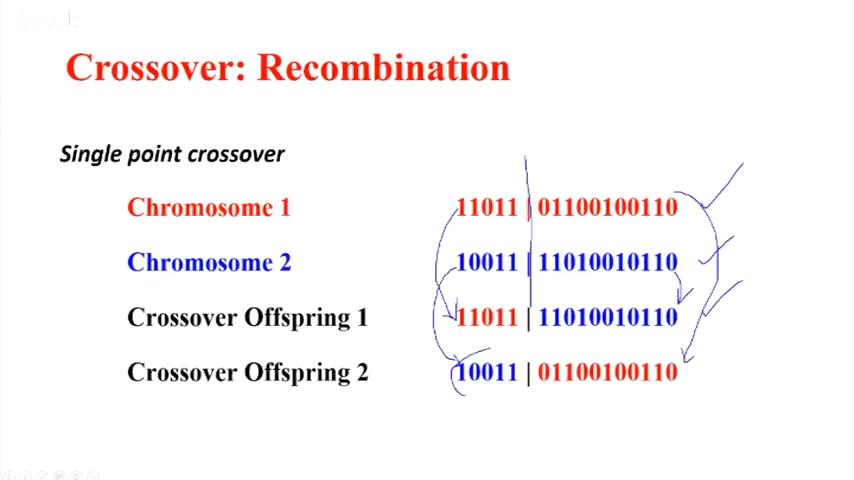 Crossover: Recombination
Single point crossover
Chromosome 1 11011 | 01100100110
Chromosome 2 10011 | 11010010110
Crossover Offspring 1 11011 | 11010010110
Crossover Offspring 2 10011 | 01100100110